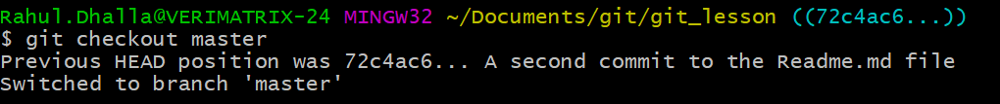 Rahul.Dhalla@VERIMATRIX-24 MINGW32 ~/Documents/git/git_lesson ((72c4ac6...))
$ git checkout master
Previous HEAD position was 72c4ac6... A second commit to the Readme.md file
Switched to branch 'master'